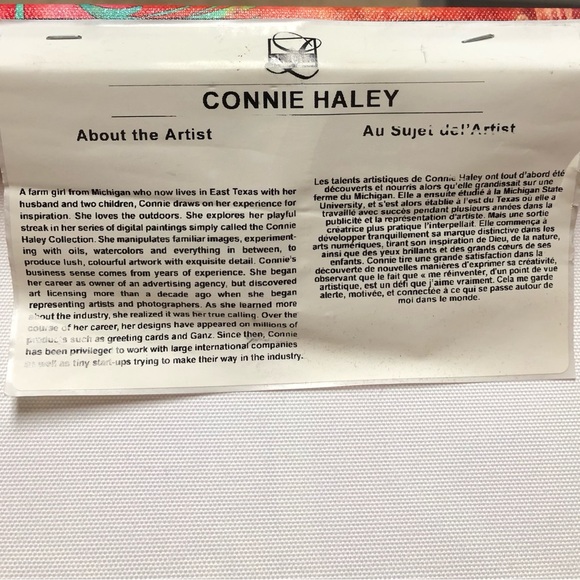 CONNIE HALEY
About the Artist
A farm girl from Michigan who now lives in East Texas with her
husband and two children, Connie draws on her experience for
inspiration. She loves the outdoors. She explores her playful
streak in her series of digital paintings simply called the Connie
Haley Collection. She manipulates familiar images, experiment-
ing with oils, watercolors and everything in between, to
produce lush, colourful artwork with exquisite detail. Connie's
business sense comes from years of experience. She began
her career as owner of an advertising agency, but discovered
art licensing more than a decade ago when she began
representing artists and photographers. As she learned more
about the industry, she realized it was her true calling. Over the
course of her career, her designs have appeared on millions of
products such as greeting cards and Ganz. Since then, Connie
has been privileger to work with large international companies
as well as tiny start-ups trying to make their way in the industry.
Au Sujet del'Artist
Les talents artistiques de Connie Haley ont tout d'abord été
découverts et nourris alors qu'elle grandissait sur une
ferme du Michigan. Elle a ensuite étudié à la Michigan State
University, et s'est alors établie à l'est du Texas ou elle a
travaillé avec succès pendant plusieurs années dans la
publicité et la représentation d'artiste. Mais une sortie
créatrice plus pratique l'interpellait. Elle commença à
développer tranquillement sa marque distinctive dans les
arts numériques, tirant son inspiration de Dieu, de la nature,
ainsi que des yeux brillants et des grands cœurs de ses
enfants. Connie tire une grande satisfaction dans la
découverte de nouvelles manières d'exprimer sa créativité,
observant que le fait que « me réinventer, d'un point de vue
artistique, est un défi que j'aime vraiment. Cela me garde
alerte, motivée, et connectée à ce qui se passe autour de
moi dans le monde.